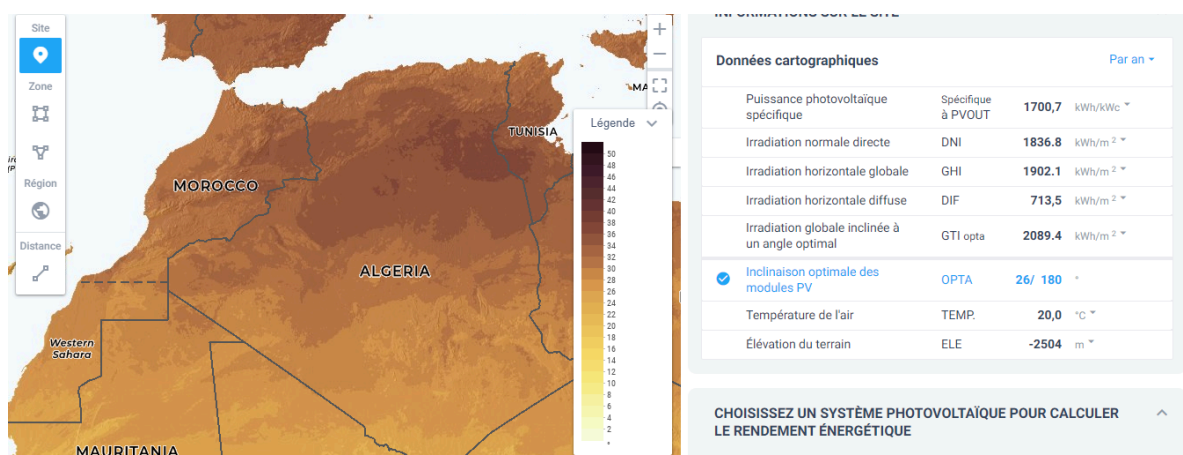 Site
Zone
Région
Distance
MOROCCO
ALGERIA
TUNISIA
MA
Western
Sahara
MAURITANIA
Légende
50
48
46
44
42
40
38
36
34
32
30
28
26
24
22
20
18
16
14
12
10
8
6
4
2
°
INFORMATIONS SUR LE SITE
Données cartographiques Par an
Puissance photovoltaïque spécifique Spécifique à PVOUT 1700,7 kWh/kWc
Irradiation normale directe DNI 1836.8 kWh/m 2
Irradiation horizontale globale GHI 1902.1 kWh/m 2
Irradiation horizontale diffuse DIF 713,5 kWh/m 2
Irradiation globale inclinée à un angle optimal GTI opta 2089.4 kWh/m 2
Inclinaison optimale des modules PV OPTA 26/ 180 °
Température de l'air TEMP. 20,0 °C
Élévation du terrain ELE -2504 m
CHOISISSEZ UN SYSTÈME PHOTOVOLTAÏQUE POUR CALCULER
LE RENDEMENT ÉNERGÉTIQUE